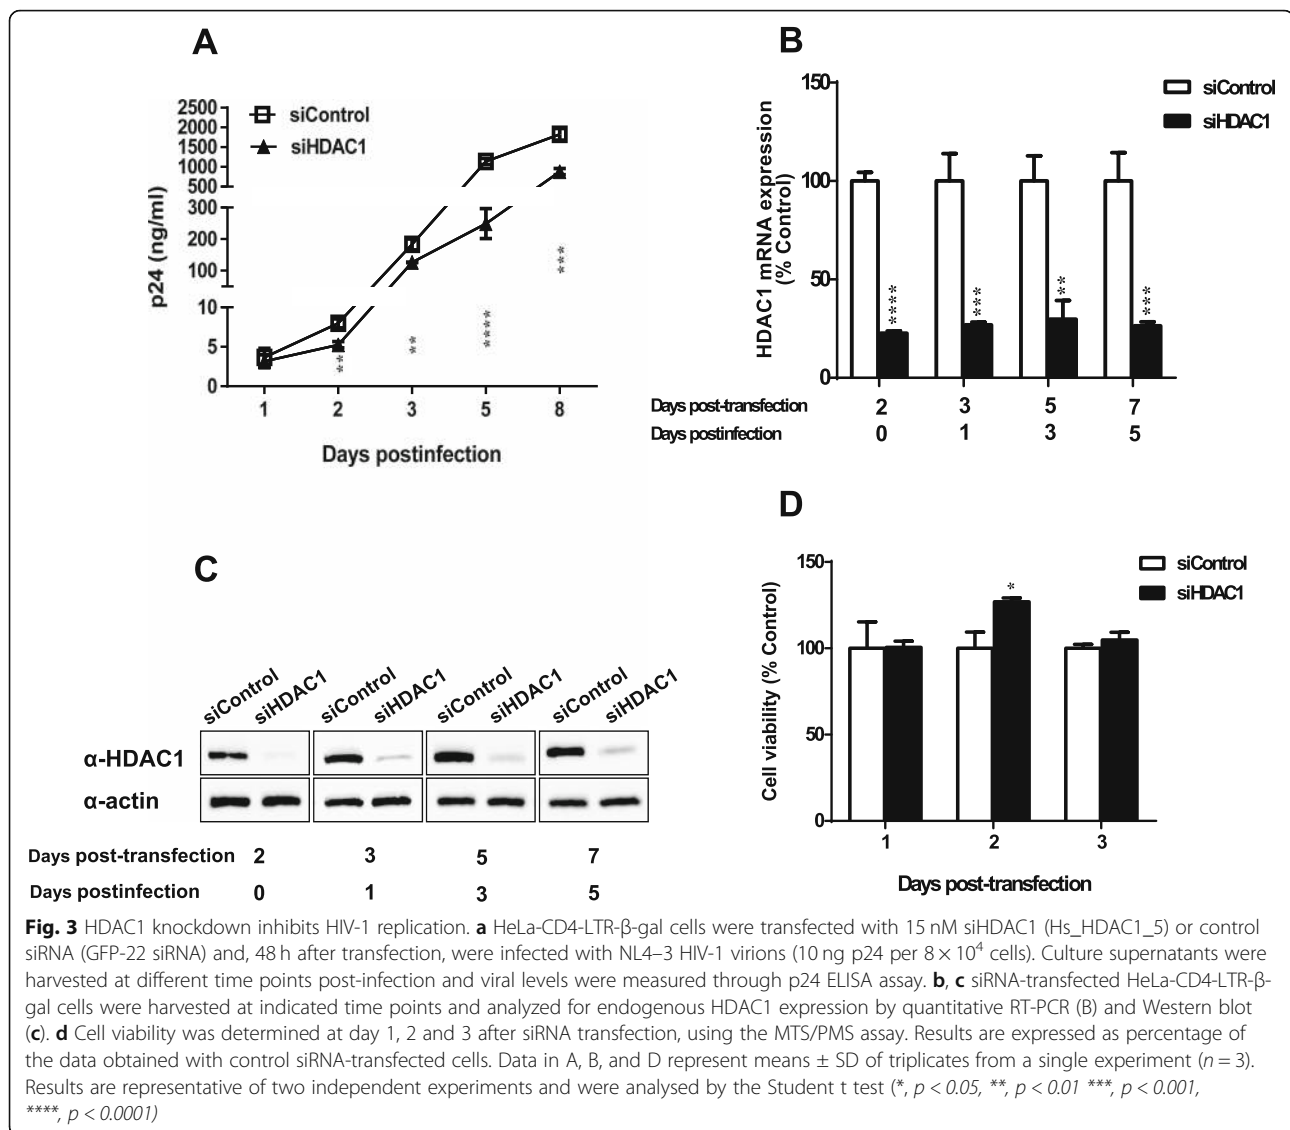 A
2500
2000
1500
1000
500
300
200
100
10
5
0
p24 (ng/ml)
siControl
siHDAC1
**
**
****
***
1 2 3 5 8
Days postinfection
B
150
100
50
0
HDAC1 mRNA expression
(% Control)
siControl
siHDAC1
****
***
**
***
Days post-transfection 2 3 5 7
Days postinfection 0 1 3 5
C
siControl siHDAC1 siControl siHDAC1 siControl siHDAC1 siControl siHDAC1
α-HDAC1
α-actin
Days post-transfection 2 3 5 7
Days postinfection 0 1 3 5
D
150
100
50
0
Cell viability (% Control)
siControl
siHDAC1
*
1 2 3
Days post-transfection
Fig. 3 HDAC1 knockdown inhibits HIV-1 replication. a HeLa-CD4-LTR-β-gal cells were transfected with 15 nM siHDAC1 (Hs_HDAC1_5) or control
siRNA (GFP-22 siRNA) and, 48 h after transfection, were infected with NL4–3 HIV-1 virions (10 ng p24 per 8 × 10⁴ cells). Culture supernatants were
harvested at different time points post-infection and viral levels were measured through p24 ELISA assay. b, c siRNA-transfected HeLa-CD4-LTR-β-
gal cells were harvested at indicated time points and analyzed for endogenous HDAC1 expression by quantitative RT-PCR (B) and Western blot
(c). d Cell viability was determined at day 1, 2 and 3 after siRNA transfection, using the MTS/PMS assay. Results are expressed as percentage of
the data obtained with control siRNA-transfected cells. Data in A, B, and D represent means ± SD of triplicates from a single experiment (n = 3).
Results are representative of two independent experiments and were analysed by the Student t test (*, p < 0.05, **, p < 0.01 ***, p < 0.001,
****, p < 0.0001)